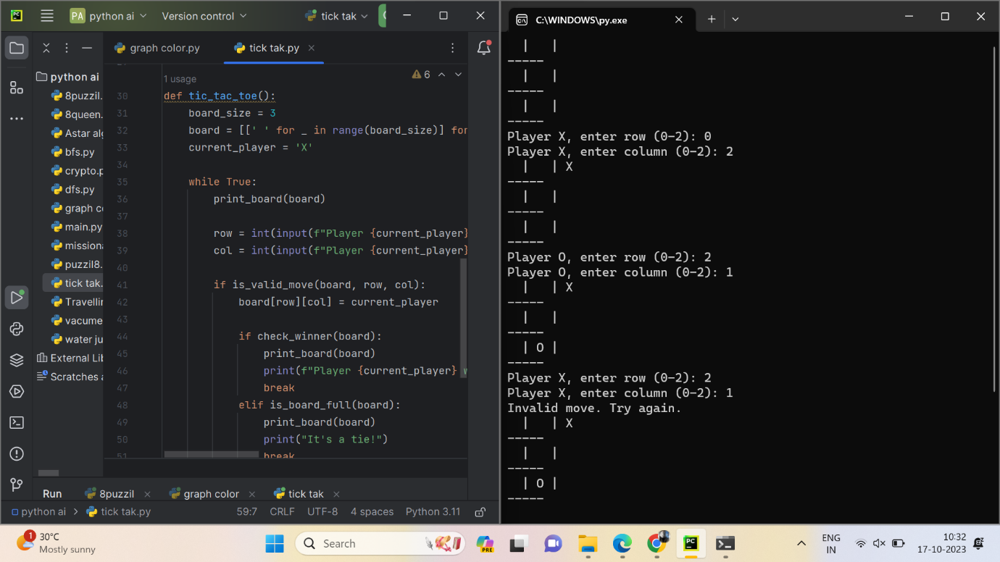 PC
PA python ai
Version control
tick tak
graph color.py
tick tak.py
python ai
8puzzil.
8queen.
Astar alg
bfs.py
crypto.p
dfs.py
graph co
main.py
missiona
puzzil8.
tick tak.
Travellin
vacume
water ju
External Lib
Scratches a
1 usage
6
30 def tic_tac_toe():
31 board_size = 3
32 board = [[' ' for _ in range(board_size)] for
33 current_player = 'X'
34
35 while True:
36 print_board(board)
37
38 row = int(input(f"Player {current_player}
39 col = int(input(f"Player {current_player}
40
41 if is_valid_move(board, row, col):
42 board[row][col] = current_player
43
44 if check_winner(board):
45 print_board(board)
46 print(f"Player {current_player} w
47 break
48 elif is_board_full(board):
49 print_board(board)
50 print("It's a tie!")
51 break
Run
8puzzil
graph color
tick tak
python ai > tick tak.py
59:7
CRLF
UTF-8
4 spaces
Python 3.11
C:\WINDOWS\py.exe
| |
-----
| |
-----
| |
-----
Player X, enter row (0-2): 0
Player X, enter column (0-2): 2
| | X
-----
| |
-----
| |
-----
Player O, enter row (0-2): 2
Player O, enter column (0-2): 1
| | X
-----
| |
-----
| O |
-----
Player X, enter row (0-2): 2
Player X, enter column (0-2): 1
Invalid move. Try again.
| | X
-----
| |
-----
| O |
-----
1
30°C
Mostly sunny
Search
PRE
PC
ENG
IN
10:32
17-10-2023